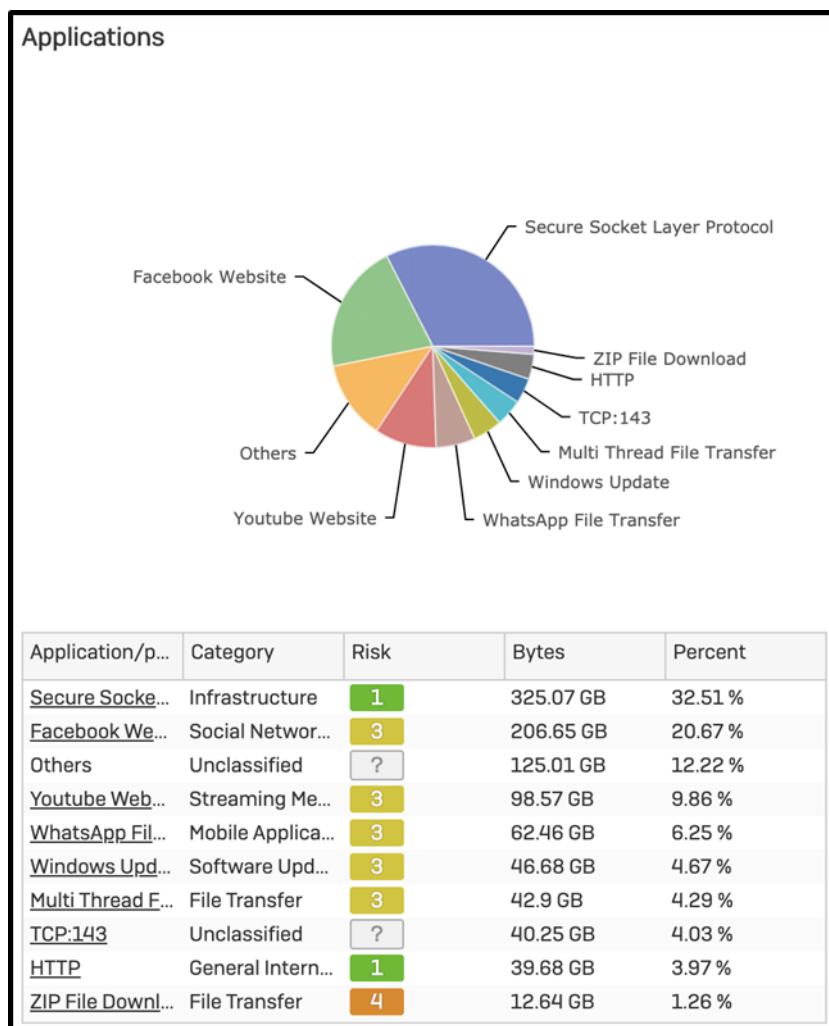 Applications
Secure Socket Layer Protocol
Facebook Website
ZIP File Download
HTTP
TCP:143
Others
Multi Thread File Transfer
Windows Update
Youtube Website
WhatsApp File Transfer
Application/p... Category Risk Bytes Percent
Secure Socke... Infrastructure 1 325.07 GB 32.51 %
Facebook We... Social Networ... 3 206.65 GB 20.67 %
Others Unclassified ? 125.01 GB 12.22 %
Youtube Web... Streaming Me... 3 98.57 GB 9.86 %
WhatsApp Fil... Mobile Applica... 3 62.46 GB 6.25 %
Windows Upd... Software Upd... 3 46.68 GB 4.67 %
Multi Thread F... File Transfer 3 42.9 GB 4.29 %
TCP:143 Unclassified ? 40.25 GB 4.03 %
HTTP General Intern... 1 39.68 GB 3.97 %
ZIP File Downl... File Transfer 4 12.64 GB 1.26 %